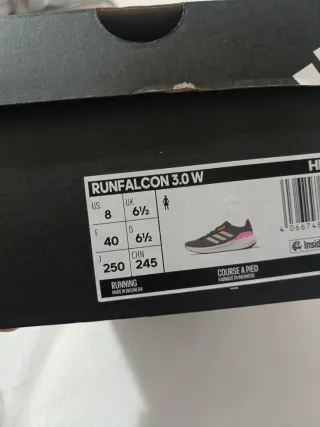 RUNFALCON 3.0 W
US 8 UK 6½
F 40 D 6½
J 250 CHN 245
RUNNING
MADE IN INDONESIA
COURSE A PIED
FABRIQUÉ EN INDONÉSIE
Insid